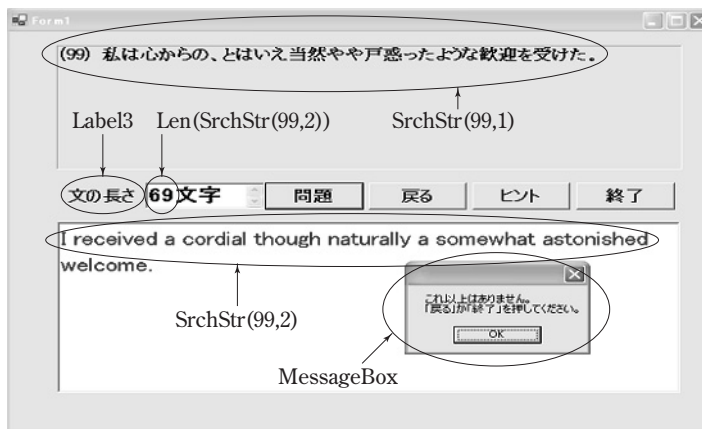 Form1
(99) 私は心からの、とはいえ当然やや戸惑ったような歓迎を受けた。
Label3 Len(SrchStr(99,2)) SrchStr(99,1)
文の長さ 69文字 問題 戻る ヒント 終了
I received a cordial though naturally a somewhat astonished
welcome.
これ以上はありません。
「戻る」か「終了」を押してください。
OK
SrchStr(99,2)
MessageBox